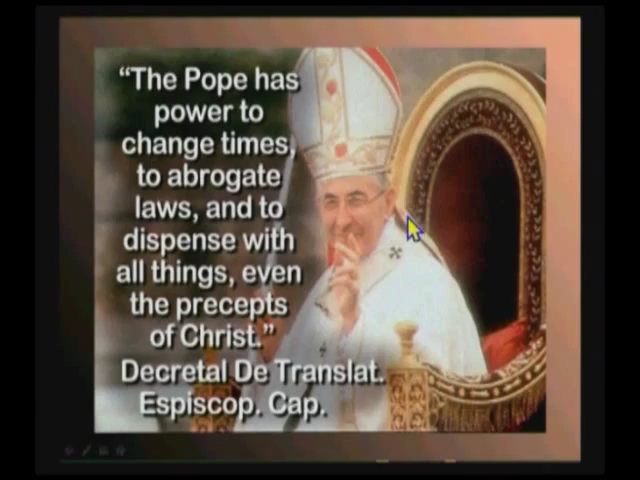 “The Pope has
power to
change times,
to abrogate
laws, and to
dispense with
all things, even
the precepts
of Christ.”
Decretal De Translat.
Espiscop. Cap.